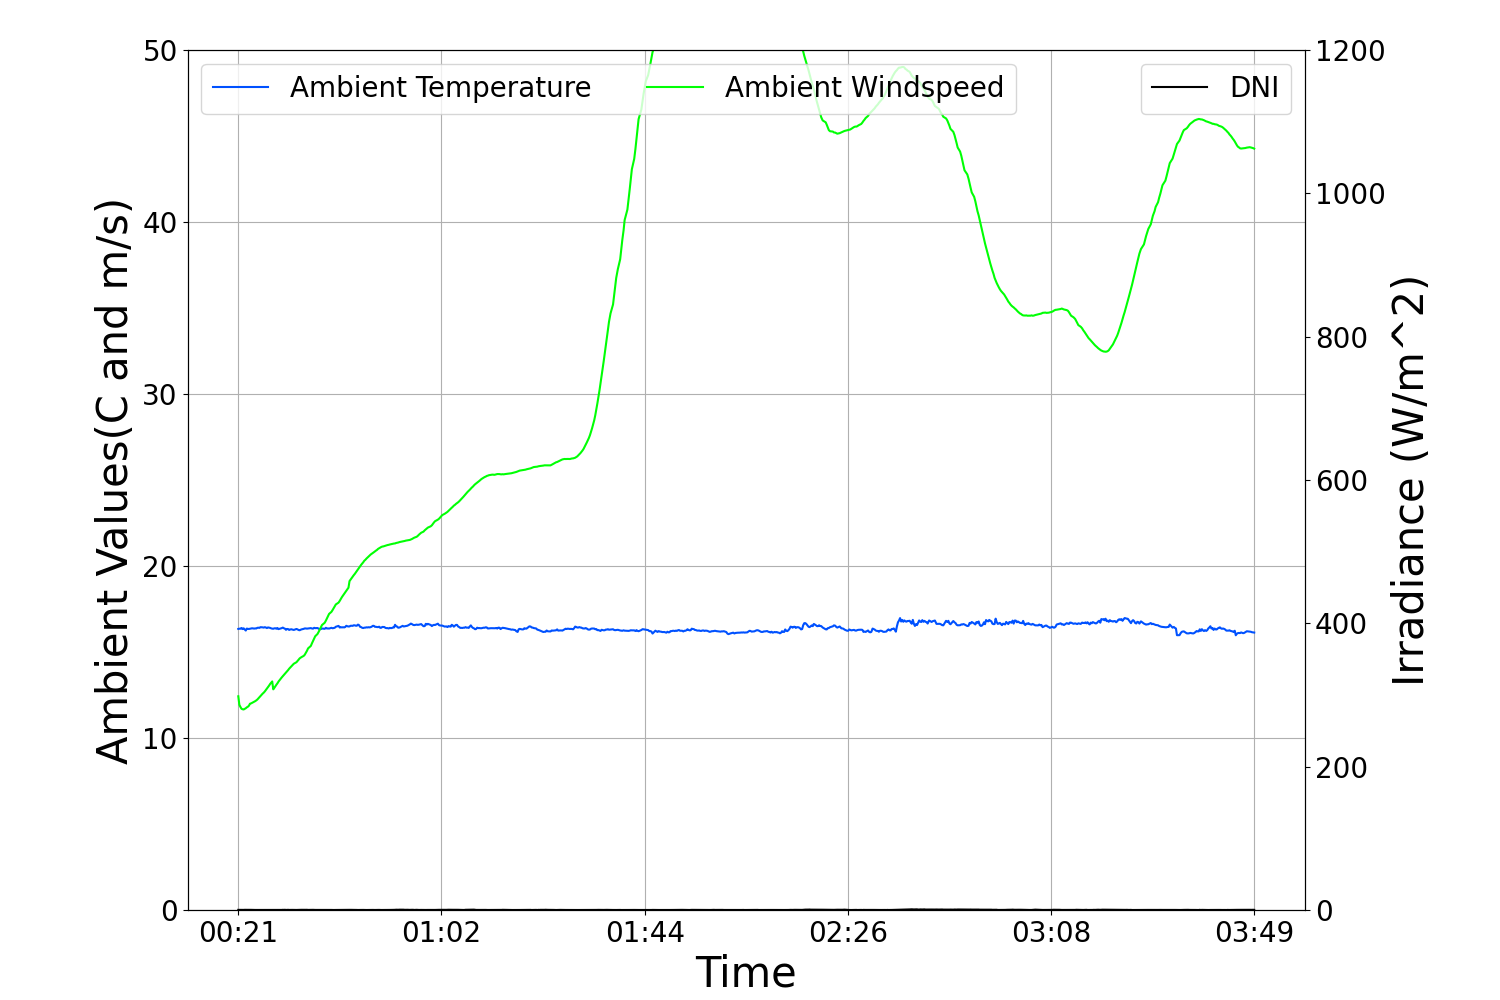 Ambient Temperature
Ambient Windspeed
DNI
Ambient Values(C and m/s)
50
40
30
20
10
0
1200
1000
800
600
400
200
0
Irradiance (W/m^2)
00:21 01:02 01:44 02:26 03:08 03:49
Time